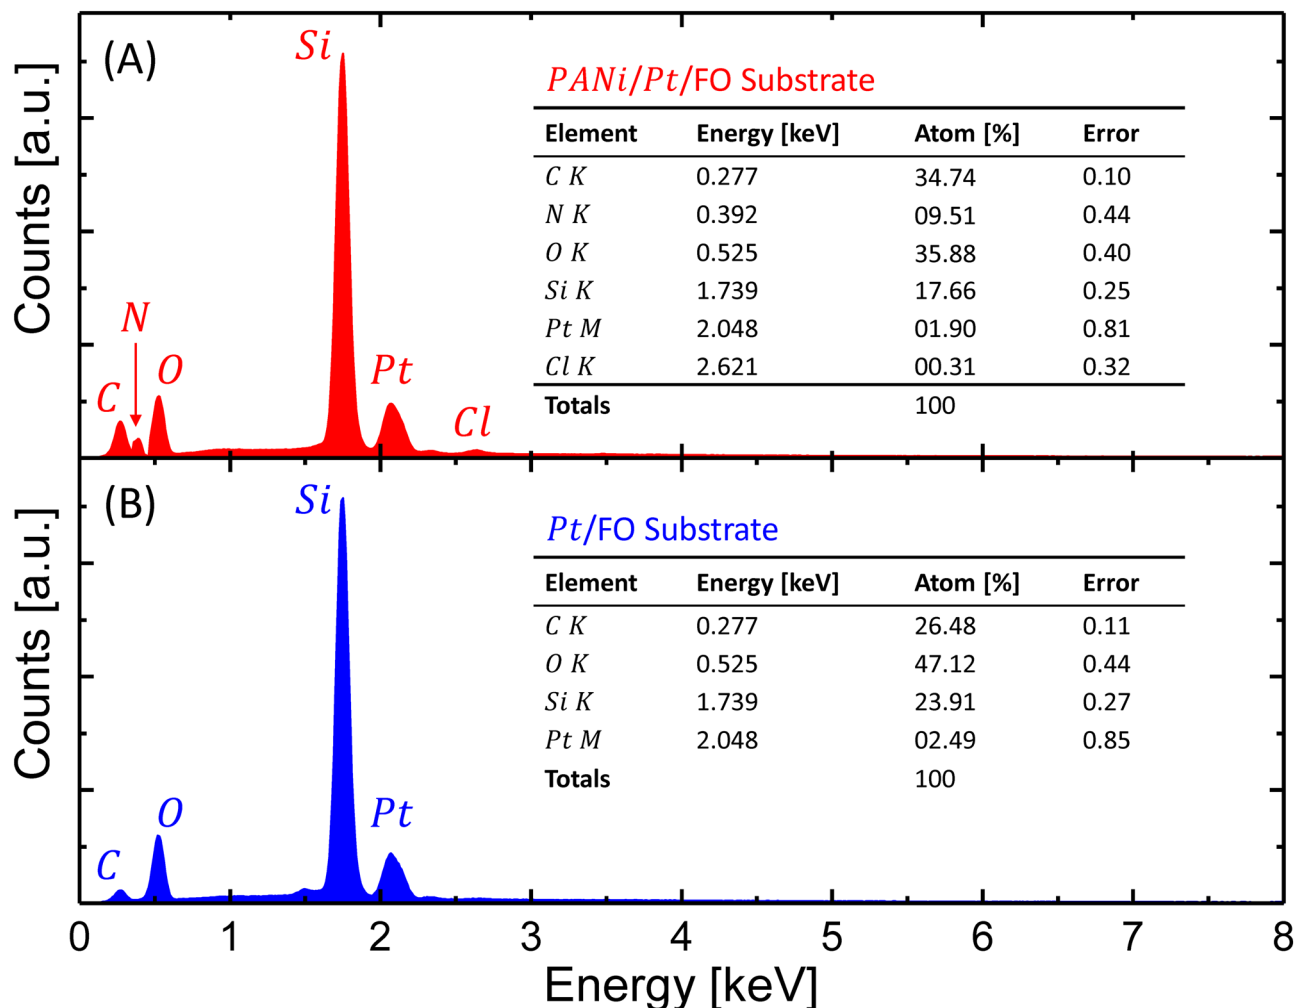 (A)
Si
N
C
O
Pt
Cl
Counts [a.u.]
PANi/Pt/FO Substrate
Element Energy [keV] Atom [%] Error
C K 0.277 34.74 0.10
N K 0.392 09.51 0.44
O K 0.525 35.88 0.40
Si K 1.739 17.66 0.25
Pt M 2.048 01.90 0.81
Cl K 2.621 00.31 0.32
Totals 100
(B)
Si
C
O
Pt
Counts [a.u.]
Pt/FO Substrate
Element Energy [keV] Atom [%] Error
C K 0.277 26.48 0.11
O K 0.525 47.12 0.44
Si K 1.739 23.91 0.27
Pt M 2.048 02.49 0.85
Totals 100
0 1 2 3 4 5 6 7 8
Energy [keV]